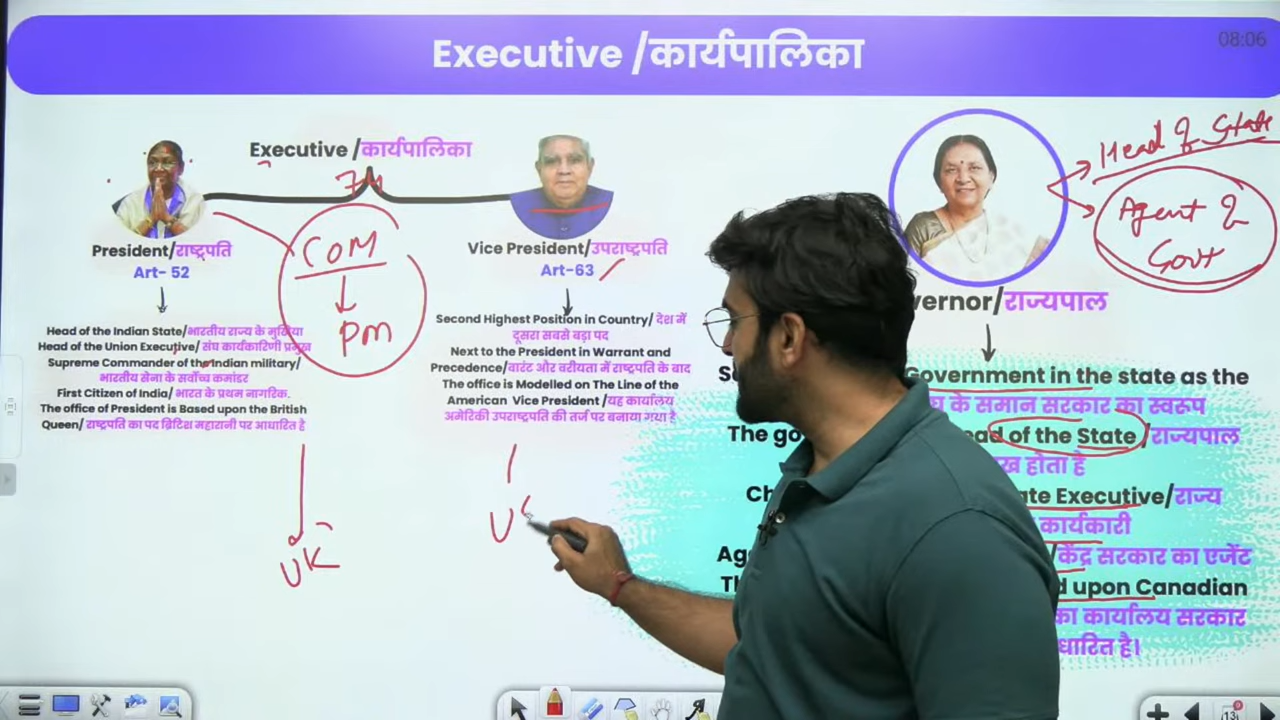 Executive /कार्यपालिका
08:06
Executive /कार्यपालिका
74
President/राष्ट्रपति
Art- 52
COM
PM
Vice President/उपराष्ट्रपति
Art-63
Head of State
Agent of
Govt
vernor/राज्यपाल
Head of the Indian State/भारतीय राज्य के मुखिया
Head of the Union Executive/ संघ कार्यकारिणी प्रमुख
Supreme Commander of the Indian military/
भारतीय सेना के सर्वोच्च कमांडर
First Citizen of India/ भारत के प्रथम नागरिक.
The office of President is Based upon the British
Queen/ राष्ट्रपति का पद ब्रिटिश महारानी पर आधारित है
UK
Second Highest Position in Country/ देश में
दूसरा सबसे बड़ा पद
Next to the President in Warrant and
Precedence/वारंट और वरीयता में राष्ट्रपति के बाद
The office is Modelled on The Line of the
American Vice President /यह कार्यालय
अमेरिकी उपराष्ट्रपति की तर्ज पर बनाया गया है
US
Government in the state as the
के समान सरकार का स्वरूप
The go ead of the State /राज्यपाल
होता है
Ch te Executive/राज्य
कार्यकारी
Ag /केंद्र सरकार का एजेंट
Th d upon Canadian
का कार्यालय सरकार
धारित है।
13